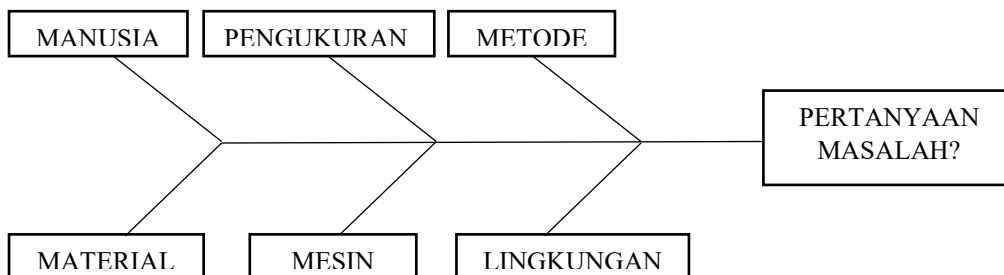 MANUSIA
PENGUKURAN
METODE
PERTANYAAN
MASALAH?
MATERIAL
MESIN
LINGKUNGAN